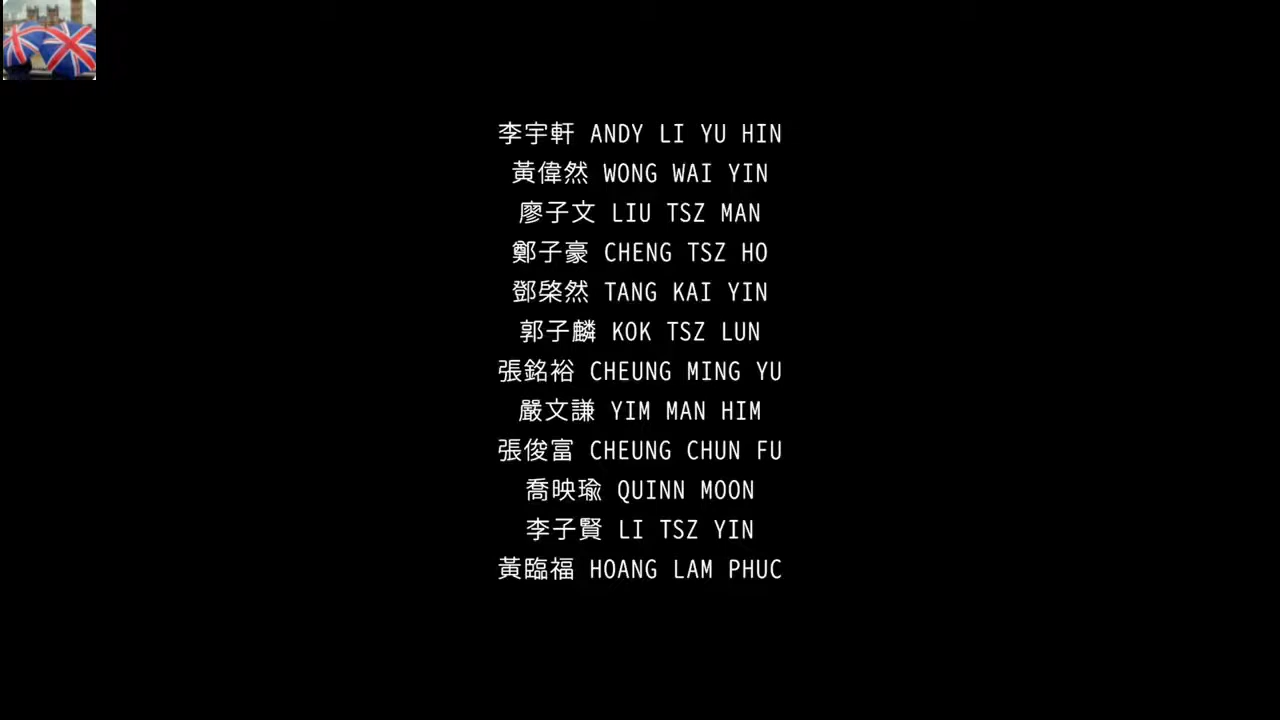 李宇軒 ANDY LI YU HIN
黃偉然 WONG WAI YIN
廖子文 LIU TSZ MAN
鄭子豪 CHENG TSZ HO
鄧棨然 TANG KAI YIN
郭子麟 KOK TSZ LUN
張銘裕 CHEUNG MING YU
嚴文謙 YIM MAN HIM
張俊富 CHEUNG CHUN FU
喬映瑜 QUINN MOON
李子賢 LI TSZ YIN
黃臨福 HOANG LAM PHUC